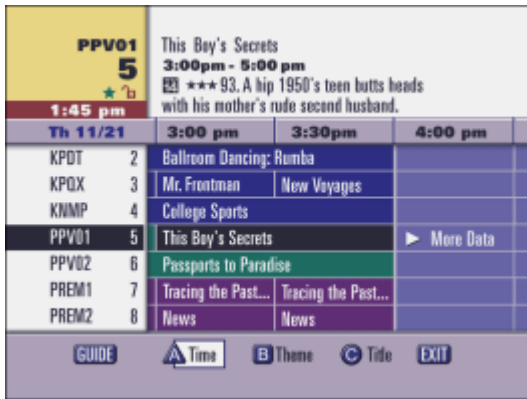 PPV01
5
1:45 pm
This Boy's Secrets
3:00pm - 5:00 pm
★★★ 93. A hip 1950's teen butts heads
with his mother's rude second husband.
Th 11/21 3:00 pm 3:30pm 4:00 pm
KPDT 2 Ballroom Dancing: Rumba
KPQX 3 Mr. Frontman New Voyages
KNMP 4 College Sports
PPV01 5 This Boy's Secrets ► More Data
PPV02 6 Passports to Paradise
PREM1 7 Tracing the Past... Tracing the Past...
PREM2 8 News News
GUIDE A Time B Theme C Title EXIT